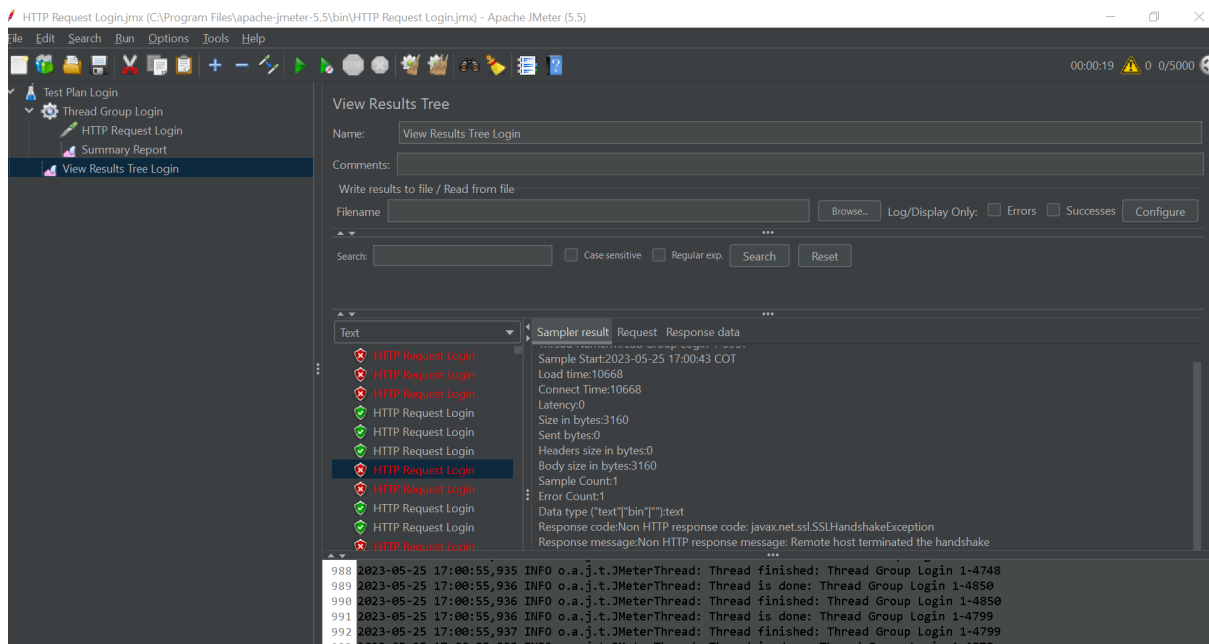 HTTP Request Login.jmx (C:\Program Files\apache-jmeter-5.5\bin\HTTP Request Login.jmx) - Apache JMeter (5.5)
File Edit Search Run Options Tools Help
00:00:19 0 0/5000
Test Plan Login
Thread Group Login
HTTP Request Login
Summary Report
View Results Tree Login
View Results Tree
Name: View Results Tree Login
Comments:
Write results to file / Read from file
Filename Browse... Log/Display Only: Errors Successes Configure
Search: Case sensitive Regular exp. Search Reset
Text
HTTP Request Login
HTTP Request Login
HTTP Request Login
HTTP Request Login
HTTP Request Login
HTTP Request Login
HTTP Request Login
HTTP Request Login
HTTP Request Login
HTTP Request Login
HTTP Request Login
Sampler result Request Response data
Sample Start:2023-05-25 17:00:43 COT
Load time:10668
Connect Time:10668
Latency:0
Size in bytes:3160
Sent bytes:0
Headers size in bytes:0
Body size in bytes:3160
Sample Count:1
Error Count:1
Data type ("text"|"bin"|""):text
Response code:Non HTTP response code: javax.net.ssl.SSLHandshakeException
Response message:Non HTTP response message: Remote host terminated the handshake
988 2023-05-25 17:00:55,935 INFO o.a.j.t.JMeterThread: Thread finished: Thread Group Login 1-4748
989 2023-05-25 17:00:55,936 INFO o.a.j.t.JMeterThread: Thread is done: Thread Group Login 1-4850
990 2023-05-25 17:00:55,936 INFO o.a.j.t.JMeterThread: Thread finished: Thread Group Login 1-4850
991 2023-05-25 17:00:55,936 INFO o.a.j.t.JMeterThread: Thread is done: Thread Group Login 1-4799
992 2023-05-25 17:00:55,937 INFO o.a.j.t.JMeterThread: Thread finished: Thread Group Login 1-4799